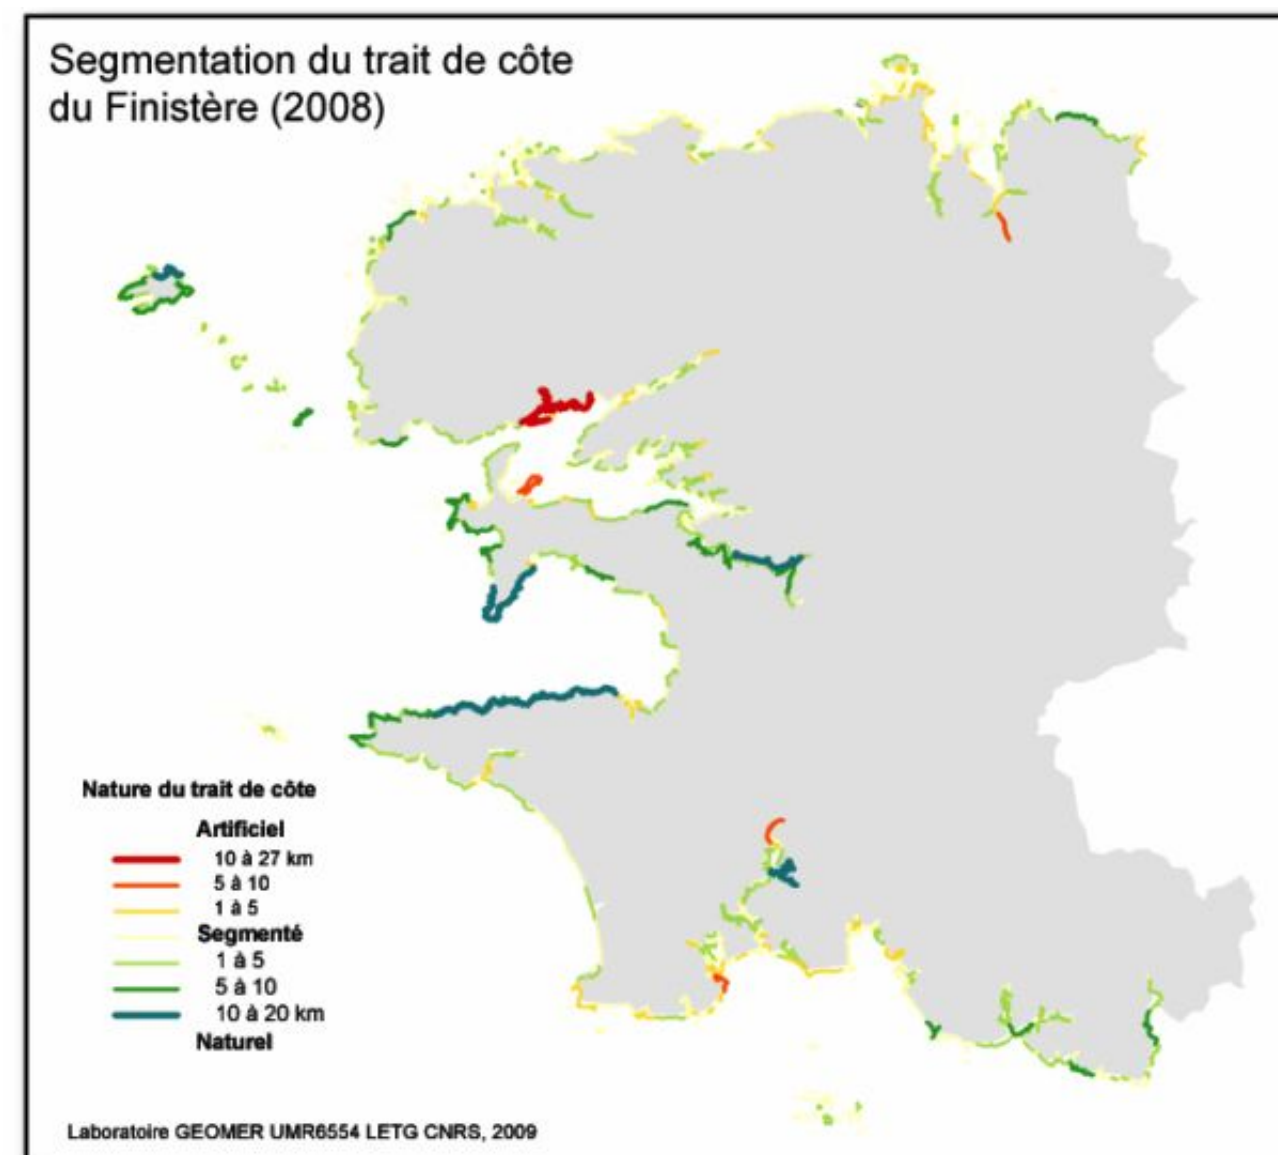 Segmentation du trait de côte
du Finistère (2008)
Nature du trait de côte
Artificiel
10 à 27 km
5 à 10
1 à 5
Segmenté
1 à 5
5 à 10
10 à 20 km
Naturel
Laboratoire GEOMER UMR6554 LETG CNRS, 2009